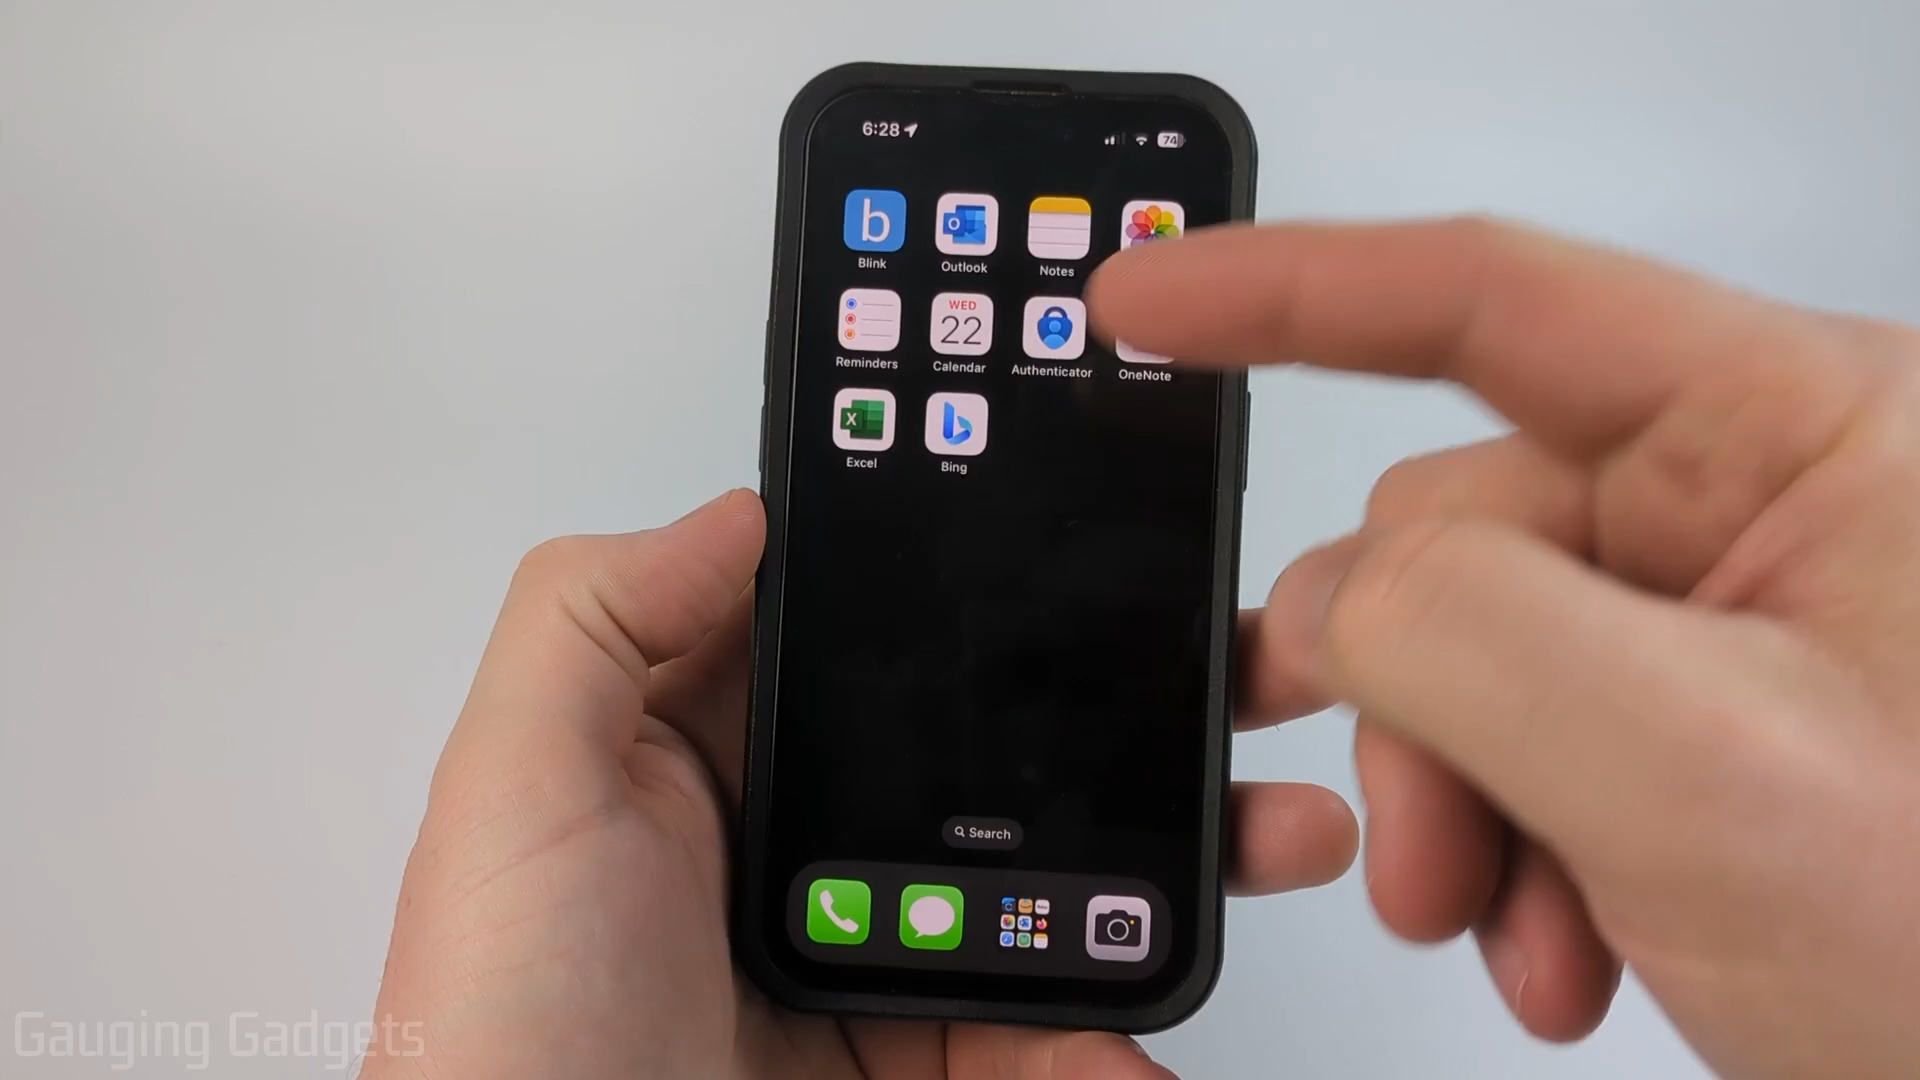 6:28
74
b
Blink
Outlook
Notes
Reminders
WED
22
Calendar
Authenticator
OneNote
X
Excel
Bing
Search
Gauging Gadgets